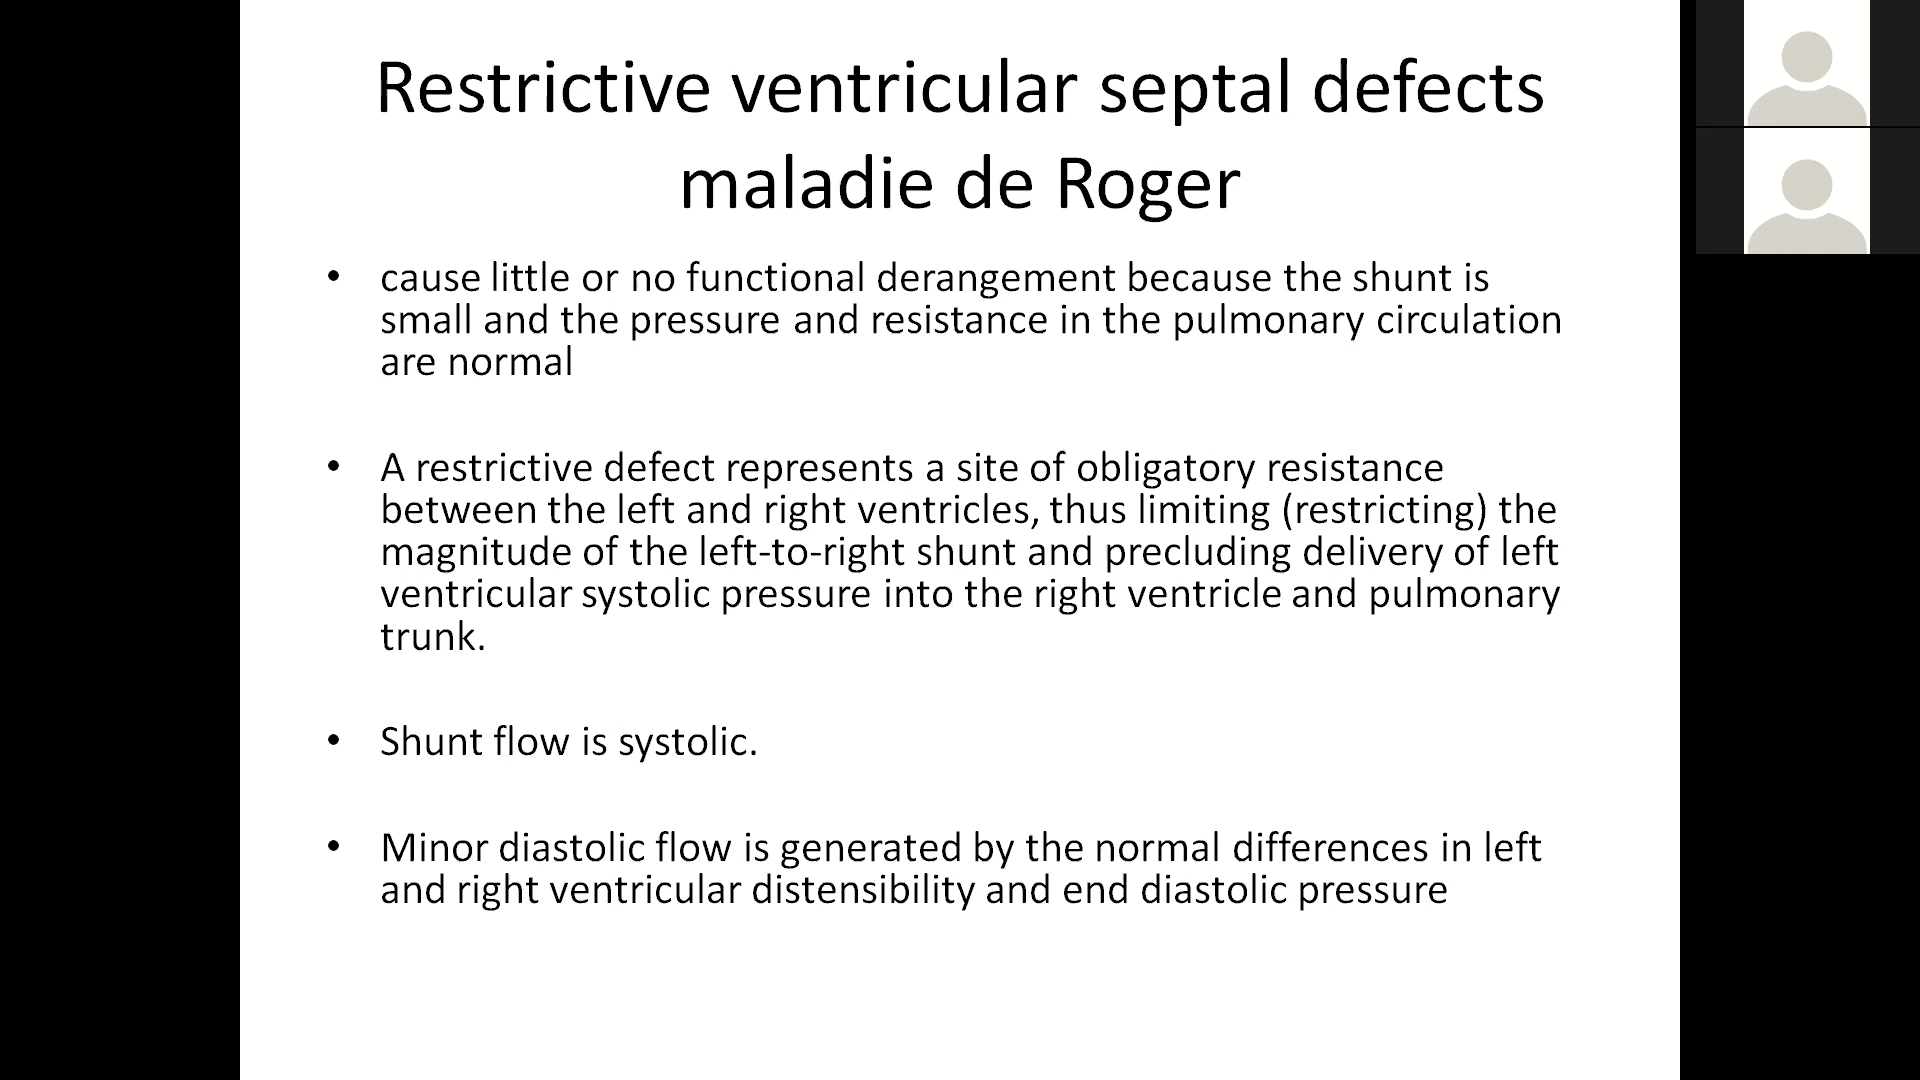 Restrictive ventricular septal defects
maladie de Roger
• cause little or no functional derangement because the shunt is
small and the pressure and resistance in the pulmonary circulation
are normal
• A restrictive defect represents a site of obligatory resistance
between the left and right ventricles, thus limiting (restricting) the
magnitude of the left-to-right shunt and precluding delivery of left
ventricular systolic pressure into the right ventricle and pulmonary
trunk.
• Shunt flow is systolic.
• Minor diastolic flow is generated by the normal differences in left
and right ventricular distensibility and end diastolic pressure